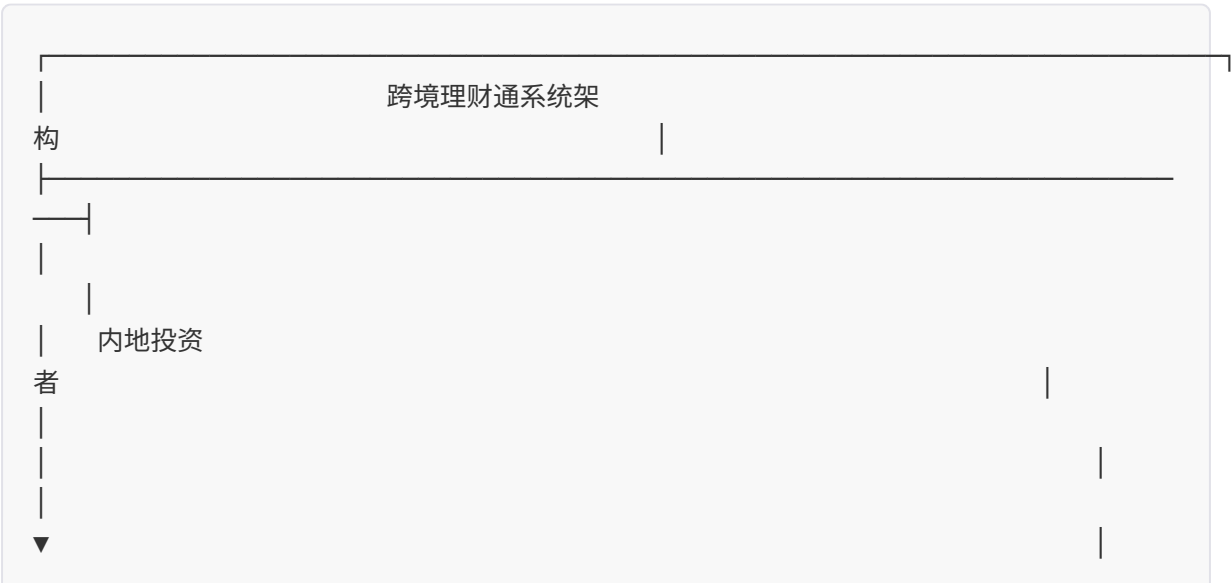 跨境理财通系统架
构
内地投资
者